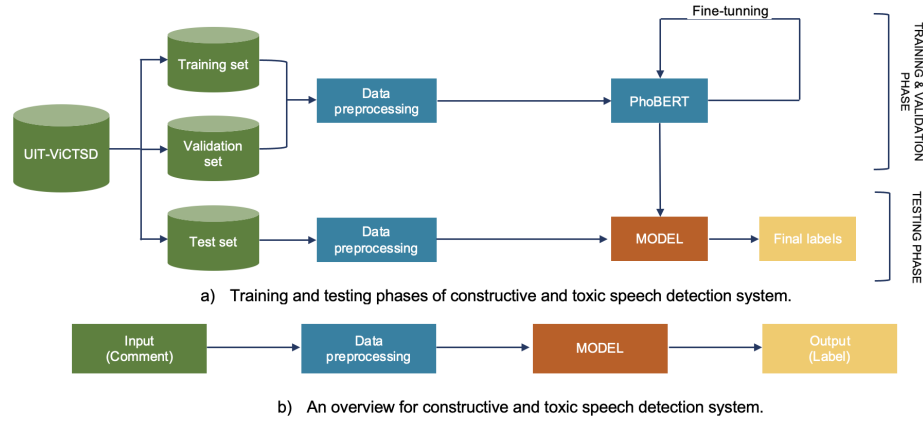 Fine-tunning
Training set
Data
preprocessing
PhoBERT
TRAINING & VALIDATION
PHASE
UIT-ViCTSD
Validation
set
Test set
Data
preprocessing
MODEL
Final labels
TESTING PHASE
a) Training and testing phases of constructive and toxic speech detection system.
Input
(Comment)
Data
preprocessing
MODEL
Output
(Label)
b) An overview for constructive and toxic speech detection system.